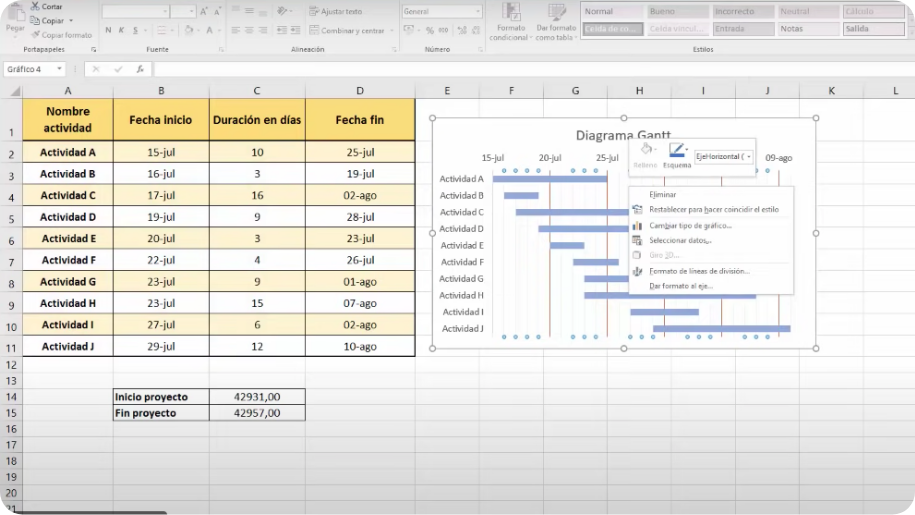 Cortar
Copiar
Copiar formato
Pegar
Portapapeles
N K S
Fuente
Ajustar texto
Combinar y centrar
Alineación
General
% 000
Número
Formato condicional
Dar formato como tabla
Normal Bueno Incorrecto Neutral Cálculo
Celda de co... Celda vincul... Entrada Notas Salida
Estilos
Gráfico 4
fx
A B C D E F G H I J K L
1 Nombre actividad Fecha inicio Duración en días Fecha fin
2 Actividad A 15-jul 10 25-jul
3 Actividad B 16-jul 3 19-jul
4 Actividad C 17-jul 16 02-ago
5 Actividad D 19-jul 9 28-jul
6 Actividad E 20-jul 3 23-jul
7 Actividad F 22-jul 4 26-jul
8 Actividad G 23-jul 9 01-ago
9 Actividad H 23-jul 15 07-ago
10 Actividad I 27-jul 6 02-ago
11 Actividad J 29-jul 12 10-ago
12
13
14 Inicio proyecto 42931,00
15 Fin proyecto 42957,00
16
17
18
19
20
21
Diagrama Gantt
15-jul 20-jul 25-jul 09-ago
Actividad A
Actividad B
Actividad C
Actividad D
Actividad E
Actividad F
Actividad G
Actividad H
Actividad I
Actividad J
Relleno Esquema
EjeHorizontal (
Eliminar
Restablecer para hacer coincidir el estilo
Cambiar tipo de gráfico...
Seleccionar datos...
Giro 3D...
Formato de líneas de división...
Dar formato al eje...